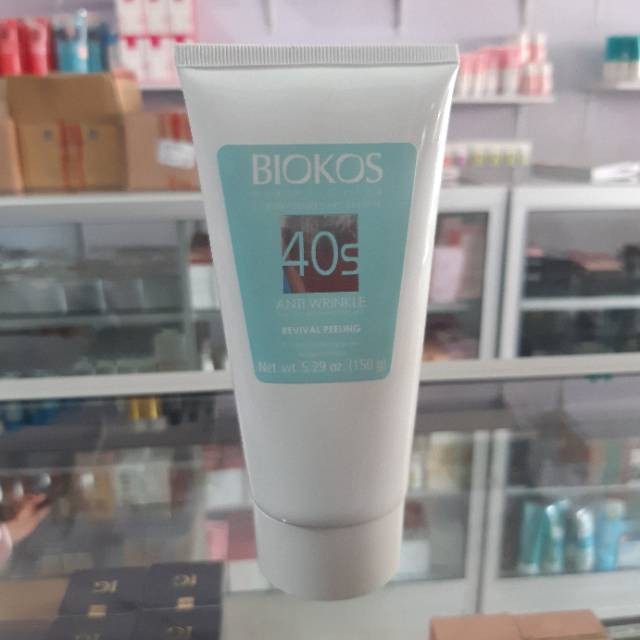 BIOKOS
40s
ANTI WRINKLE
REVIVAL PEELING
Net. wt. 5.29 oz. (150 g)